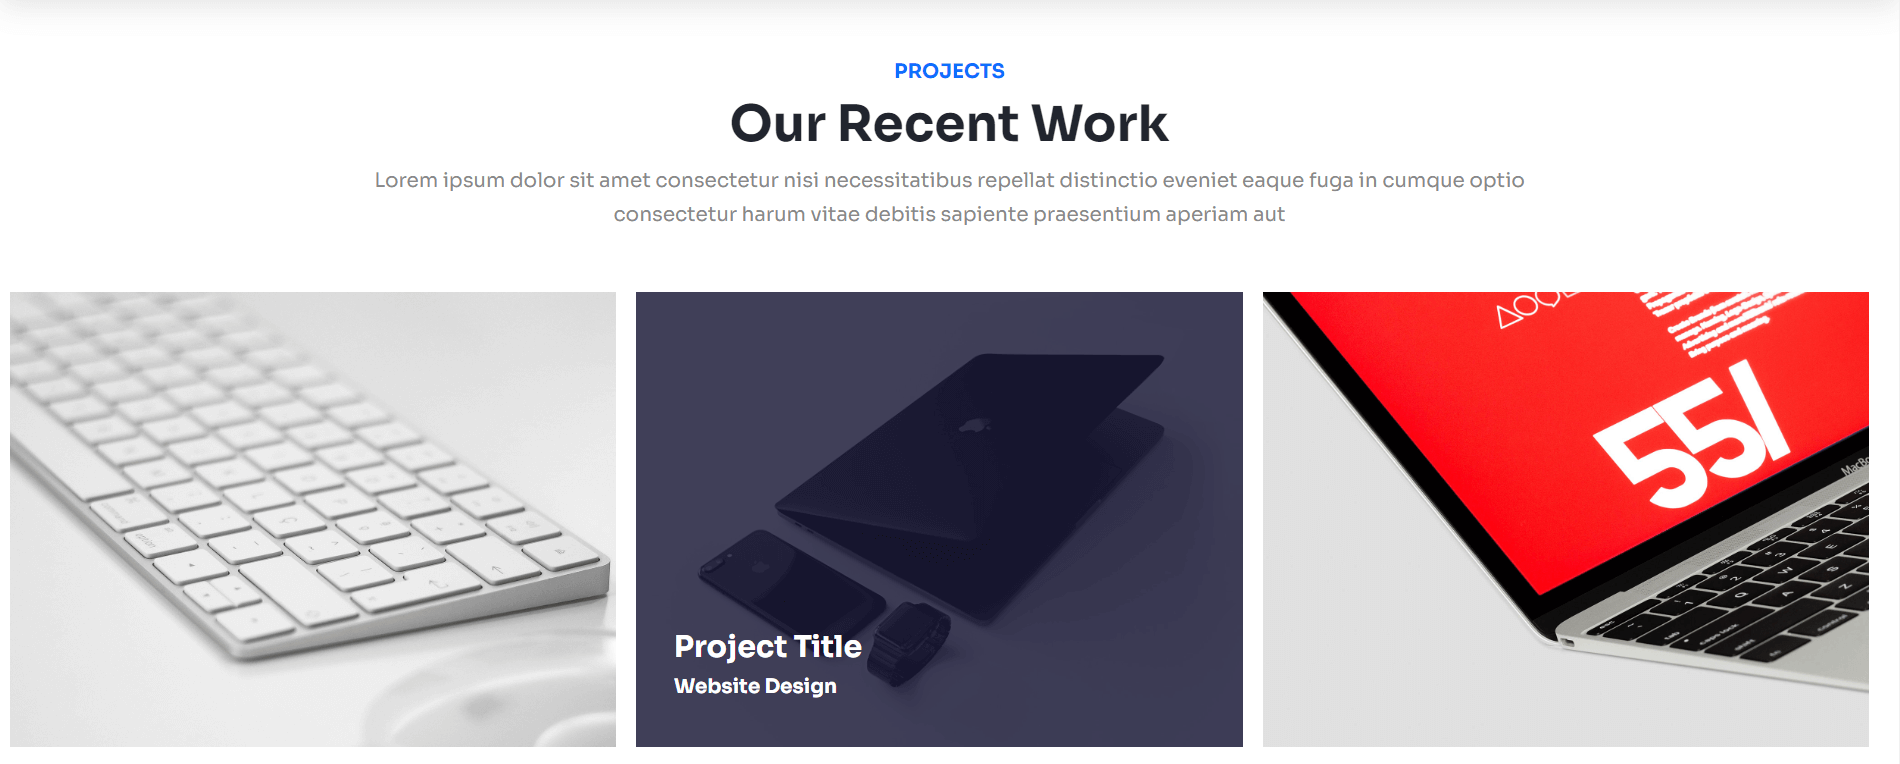 PROJECTS
Our Recent Work
Lorem ipsum dolor sit amet consectetur nisi necessitatibus repellat distinctio eveniet eaque fuga in cumque optio
consectetur harum vitae debitis sapiente praesentium aperiam aut
Project Title
Website Design
55/
MacBo